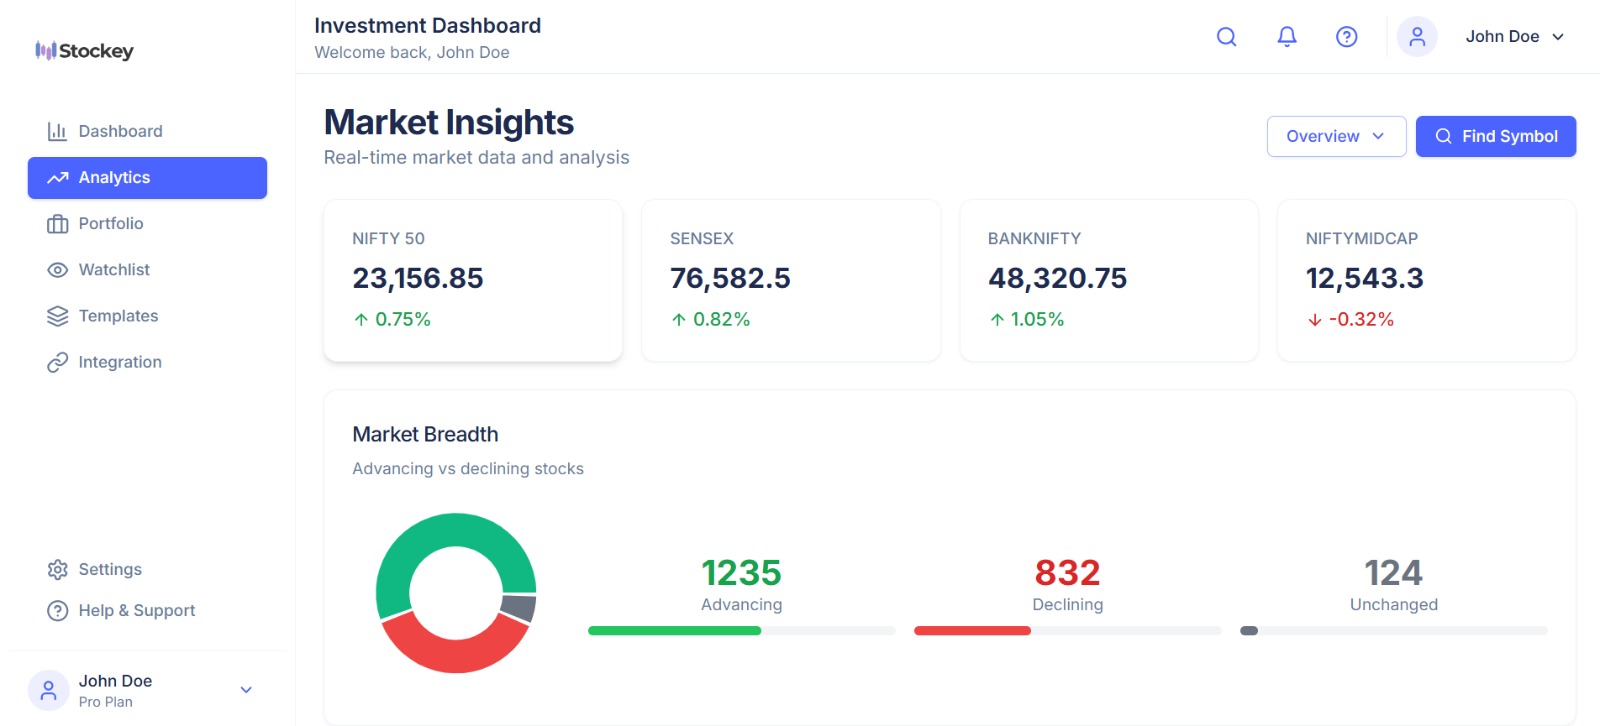 Stockey
Dashboard
Analytics
Portfolio
Watchlist
Templates
Integration
Settings
Help & Support
John Doe
Pro Plan
Investment Dashboard
Welcome back, John Doe
John Doe
Market Insights
Real-time market data and analysis
Overview
Find Symbol
NIFTY 50
23,156.85
↑ 0.75%
SENSEX
76,582.5
↑ 0.82%
BANKNIFTY
48,320.75
↑ 1.05%
NIFTYMIDCAP
12,543.3
↓ -0.32%
Market Breadth
Advancing vs declining stocks
1235
Advancing
832
Declining
124
Unchanged